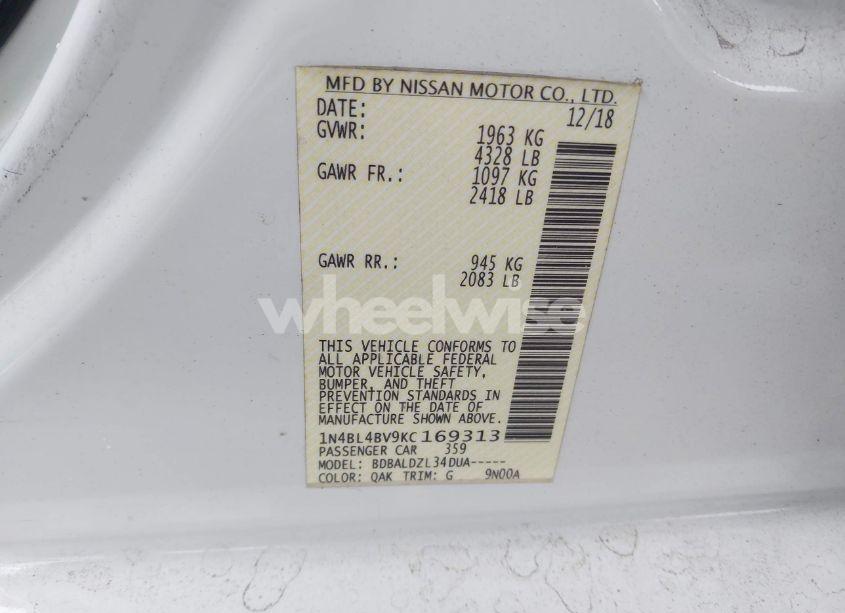 MFD BY NISSAN MOTOR CO., LTD.
DATE: 12/18
GVWR: 1963 KG
4328 LB
GAWR FR.: 1097 KG
2418 LB
GAWR RR.: 945 KG
2083 LB
wheelwise
THIS VEHICLE CONFORMS TO
ALL APPLICABLE FEDERAL
MOTOR VEHICLE SAFETY,
BUMPER, AND THEFT
PREVENTION STANDARDS IN
EFFECT ON THE DATE OF
MANUFACTURE SHOWN ABOVE.
1N4BL4BV9KC169313
PASSENGER CAR 359
MODEL: BDBALDZL34DUA-----
COLOR: QAK TRIM: G 9N00A